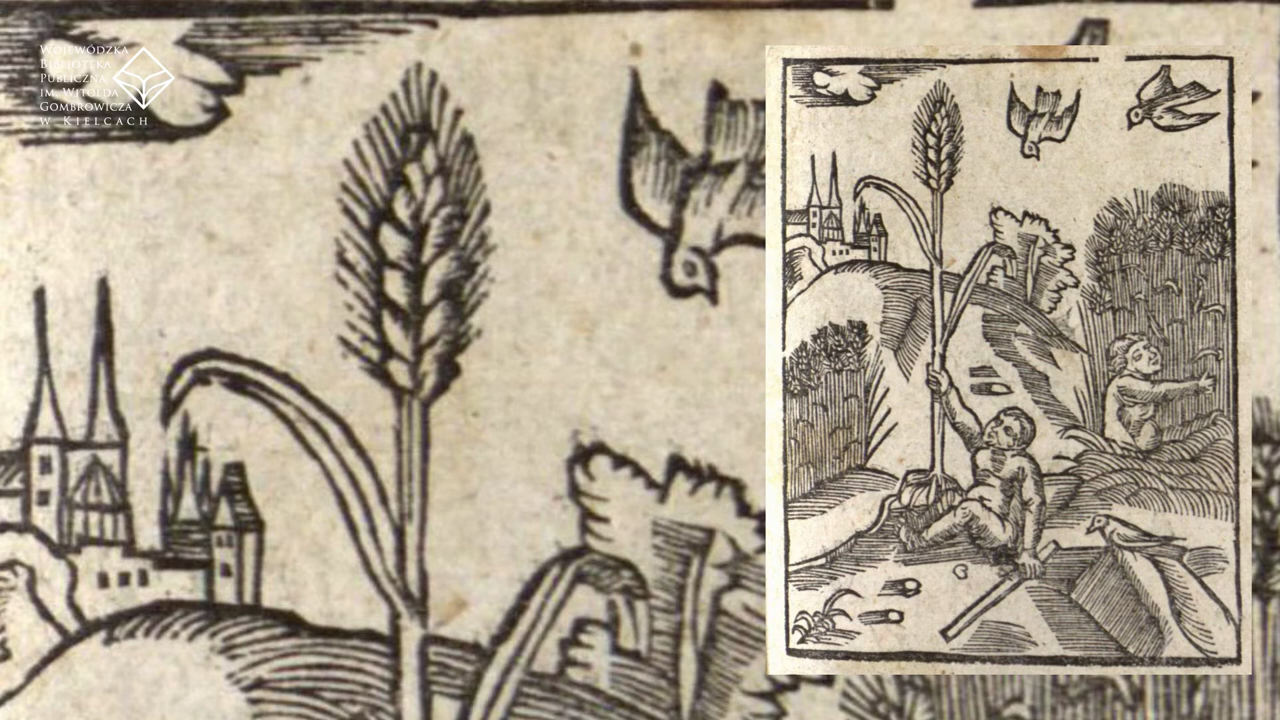 Wojewódzka
Biblioteka
Publiczna
im. Witolda
Gombrowicza
w Kielcach